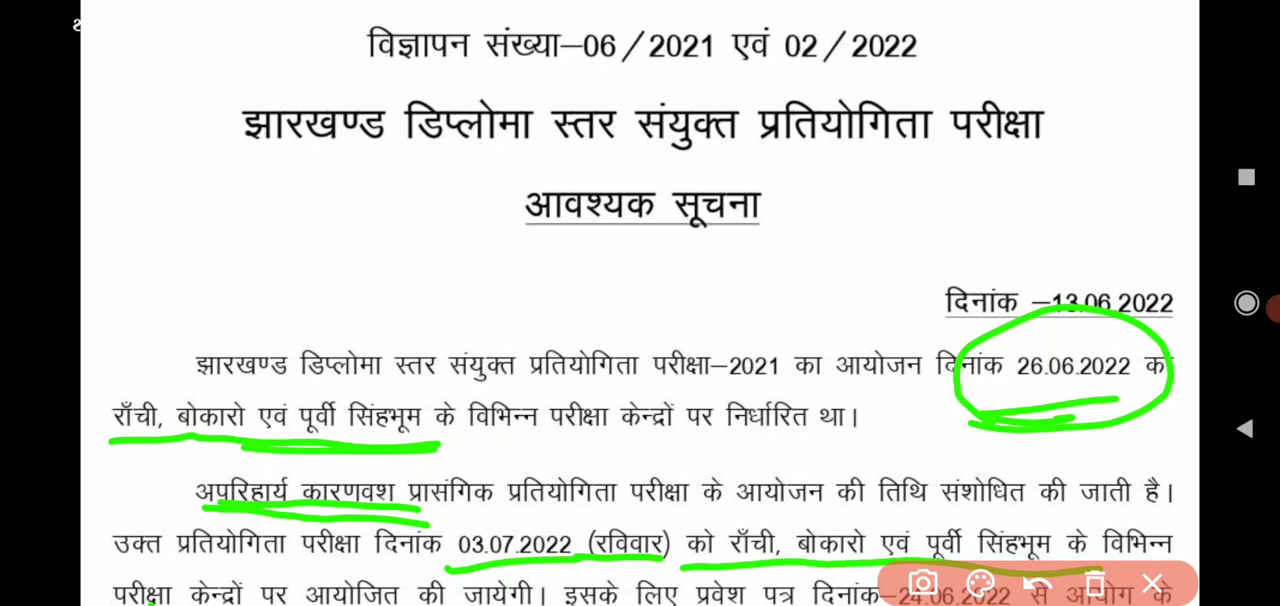 विज्ञापन संख्या–06/2021 एवं 02/2022
झारखण्ड डिप्लोमा स्तर संयुक्त प्रतियोगिता परीक्षा
आवश्यक सूचना
दिनांक –13.06.2022
झारखण्ड डिप्लोमा स्तर संयुक्त प्रतियोगिता परीक्षा–2021 का आयोजन दिनांक 26.06.2022 को
राँची, बोकारो एवं पूर्वी सिंहभूम के विभिन्न परीक्षा केन्द्रों पर निर्धारित था।
अपरिहार्य कारणवश प्रासंगिक प्रतियोगिता परीक्षा के आयोजन की तिथि संशोधित की जाती है।
उक्त प्रतियोगिता परीक्षा दिनांक 03.07.2022 (रविवार) को राँची, बोकारो एवं पूर्वी सिंहभूम के विभिन्न
परीक्षा केन्द्रों पर आयोजित की जायेगी। इसके लिए प्रवेश पत्र दिनांक–24.06.2022 से आयोग के